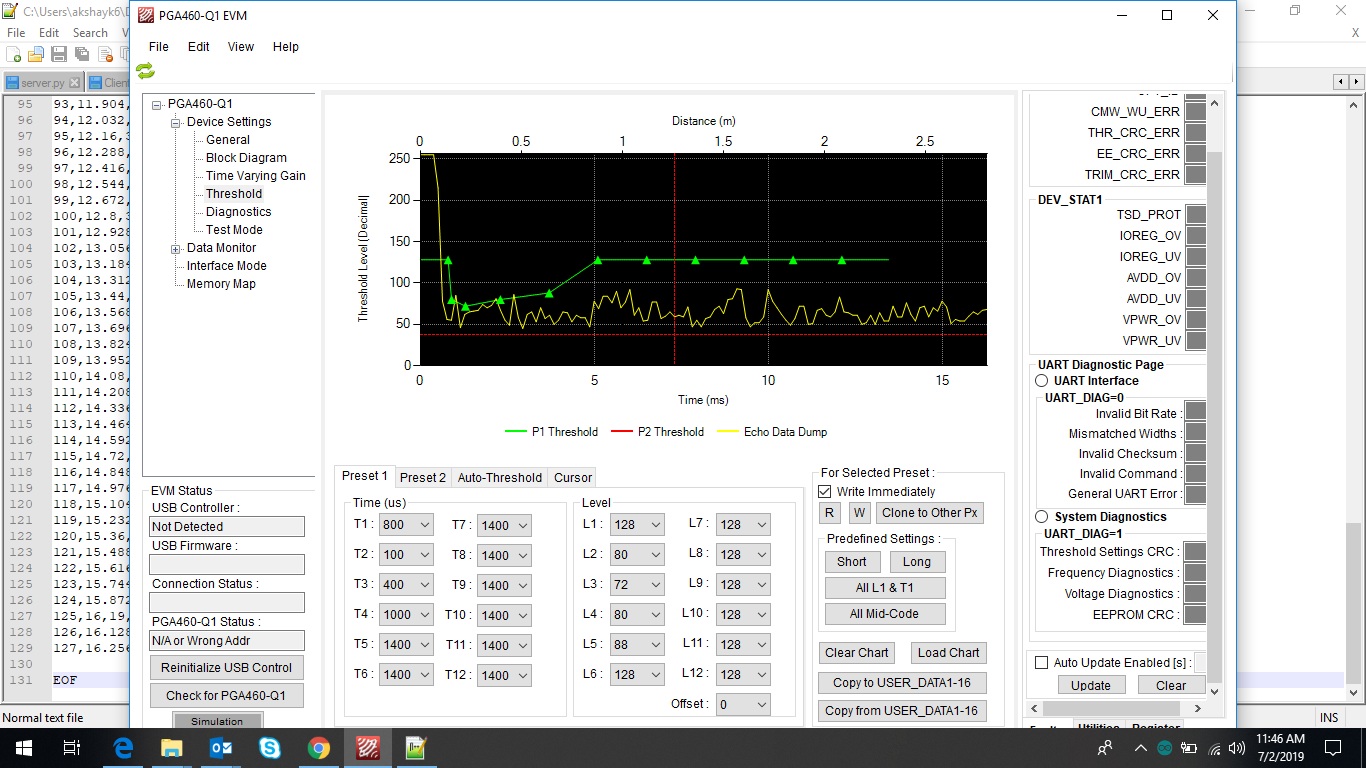 C:\Users\akshayk6\
File Edit Search V
server.py Client
95 93,11.904,
96 94,12.032,
97 95,12.16,
98 96,12.288,
99 97,12.416,
100 98,12.544,
101 99,12.672,
102 100,12.8,
103 101,12.928
104 102,13.056
105 103,13.184
106 104,13.312
107 105,13.44,
108 106,13.568
109 107,13.696
110 108,13.824
111 109,13.952
112 110,14.08,
113 111,14.208
114 112,14.336
115 113,14.464
116 114,14.592
117 115,14.72,
118 116,14.848
119 117,14.976
120 118,15.104
121 119,15.232
122 120,15.36,
123 121,15.488
124 122,15.616
125 123,15.744
126 124,15.872
127 125,16,19,
128 126,16.128
129 127,16.256
130
131 EOF
Normal text file
INS
X
PGA460-Q1 EVM
File Edit View Help
PGA460-Q1
Device Settings
General
Block Diagram
Time Varying Gain
Threshold
Diagnostics
Test Mode
Data Monitor
Interface Mode
Memory Map
EVM Status
USB Controller :
Not Detected
USB Firmware :
Connection Status :
PGA460-Q1 Status :
N/A or Wrong Addr
Reinitialize USB Control
Check for PGA460-Q1
Simulation
Distance (m)
0 0.5 1 1.5 2 2.5
Threshold Level (Decimal)
250
200
150
100
50
0
0 5 10 15
Time (ms)
P1 Threshold P2 Threshold Echo Data Dump
Preset 1 Preset 2 Auto-Threshold Cursor
Time (us)
T1 : 800 T7 : 1400
T2 : 100 T8 : 1400
T3 : 400 T9 : 1400
T4 : 1000 T10 : 1400
T5 : 1400 T11 : 1400
T6 : 1400 T12 : 1400
Level
L1 : 128 L7 : 128
L2 : 80 L8 : 128
L3 : 72 L9 : 128
L4 : 80 L10 : 128
L5 : 88 L11 : 128
L6 : 128 L12 : 128
Offset : 0
For Selected Preset :
Write Immediately
R W Clone to Other Px
Predefined Settings :
Short Long
All L1 & T1
All Mid-Code
Clear Chart Load Chart
Copy to USER_DATA1-16
Copy from USER_DATA1-16
CMW_WU_ERR
THR_CRC_ERR
EE_CRC_ERR
TRIM_CRC_ERR
DEV_STAT1
TSD_PROT
IOREG_OV
IOREG_UV
AVDD_OV
AVDD_UV
VPWR_OV
VPWR_UV
UART Diagnostic Page
UART Interface
UART_DIAG=0
Invalid Bit Rate :
Mismatched Widths :
Invalid Checksum :
Invalid Command :
General UART Error :
System Diagnostics
UART_DIAG=1
Threshold Settings CRC :
Frequency Diagnostics :
Voltage Diagnostics :
EEPROM CRC :
Auto Update Enabled [s] :
Update Clear
Utilities Register
11:46 AM
7/2/2019